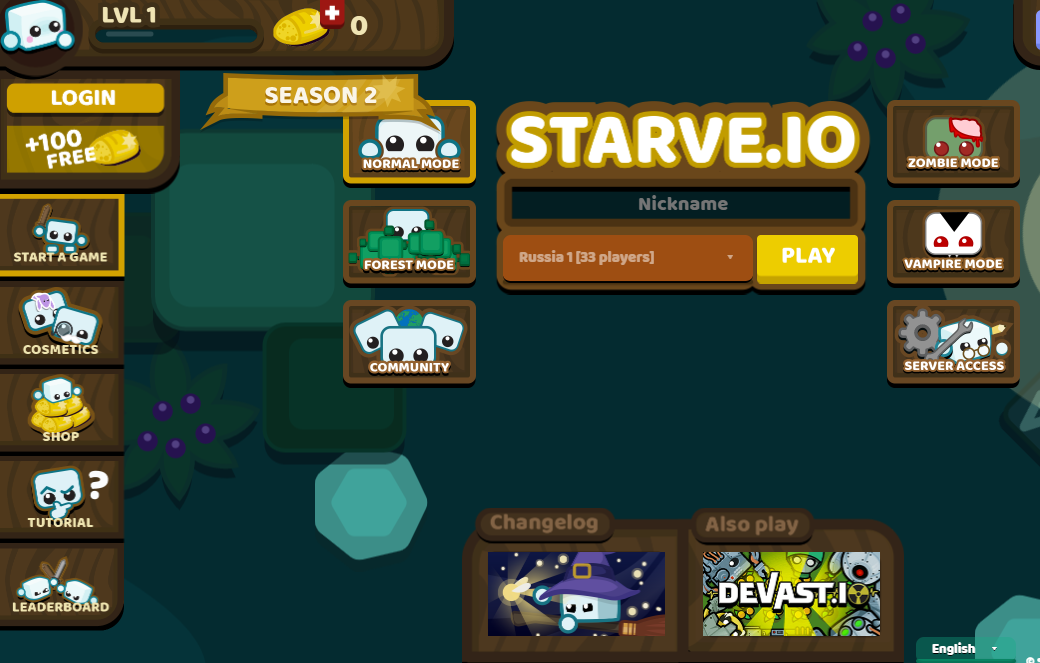 LVL 1
0
LOGIN
+100
FREE
START A GAME
COSMETICS
SHOP
?
TUTORIAL
LEADERBOARD
SEASON 2
NORMAL MODE
FOREST MODE
COMMUNITY
STARVE.IO
Nickname
Russia 1 [33 players]
PLAY
ZOMBIE MODE
VAMPIRE MODE
SERVER ACCESS
Changelog
Also play
DEVAST.IO
English